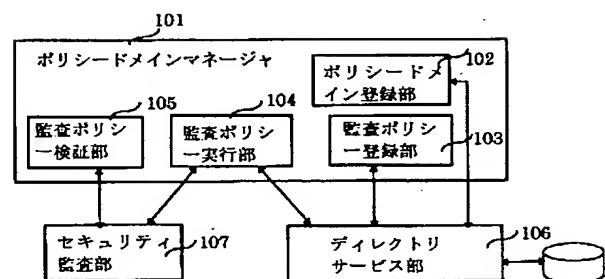 101
ポリシードメインマネージャ
102
ポリシードメ
イン登録部
105
監査ポリシ
ー検証部
104
監査ポリシ
ー実行部
監査ポリシ
ー登録部
103
セキュリティ
監査部
107
ディレクトリ
サービス部
106